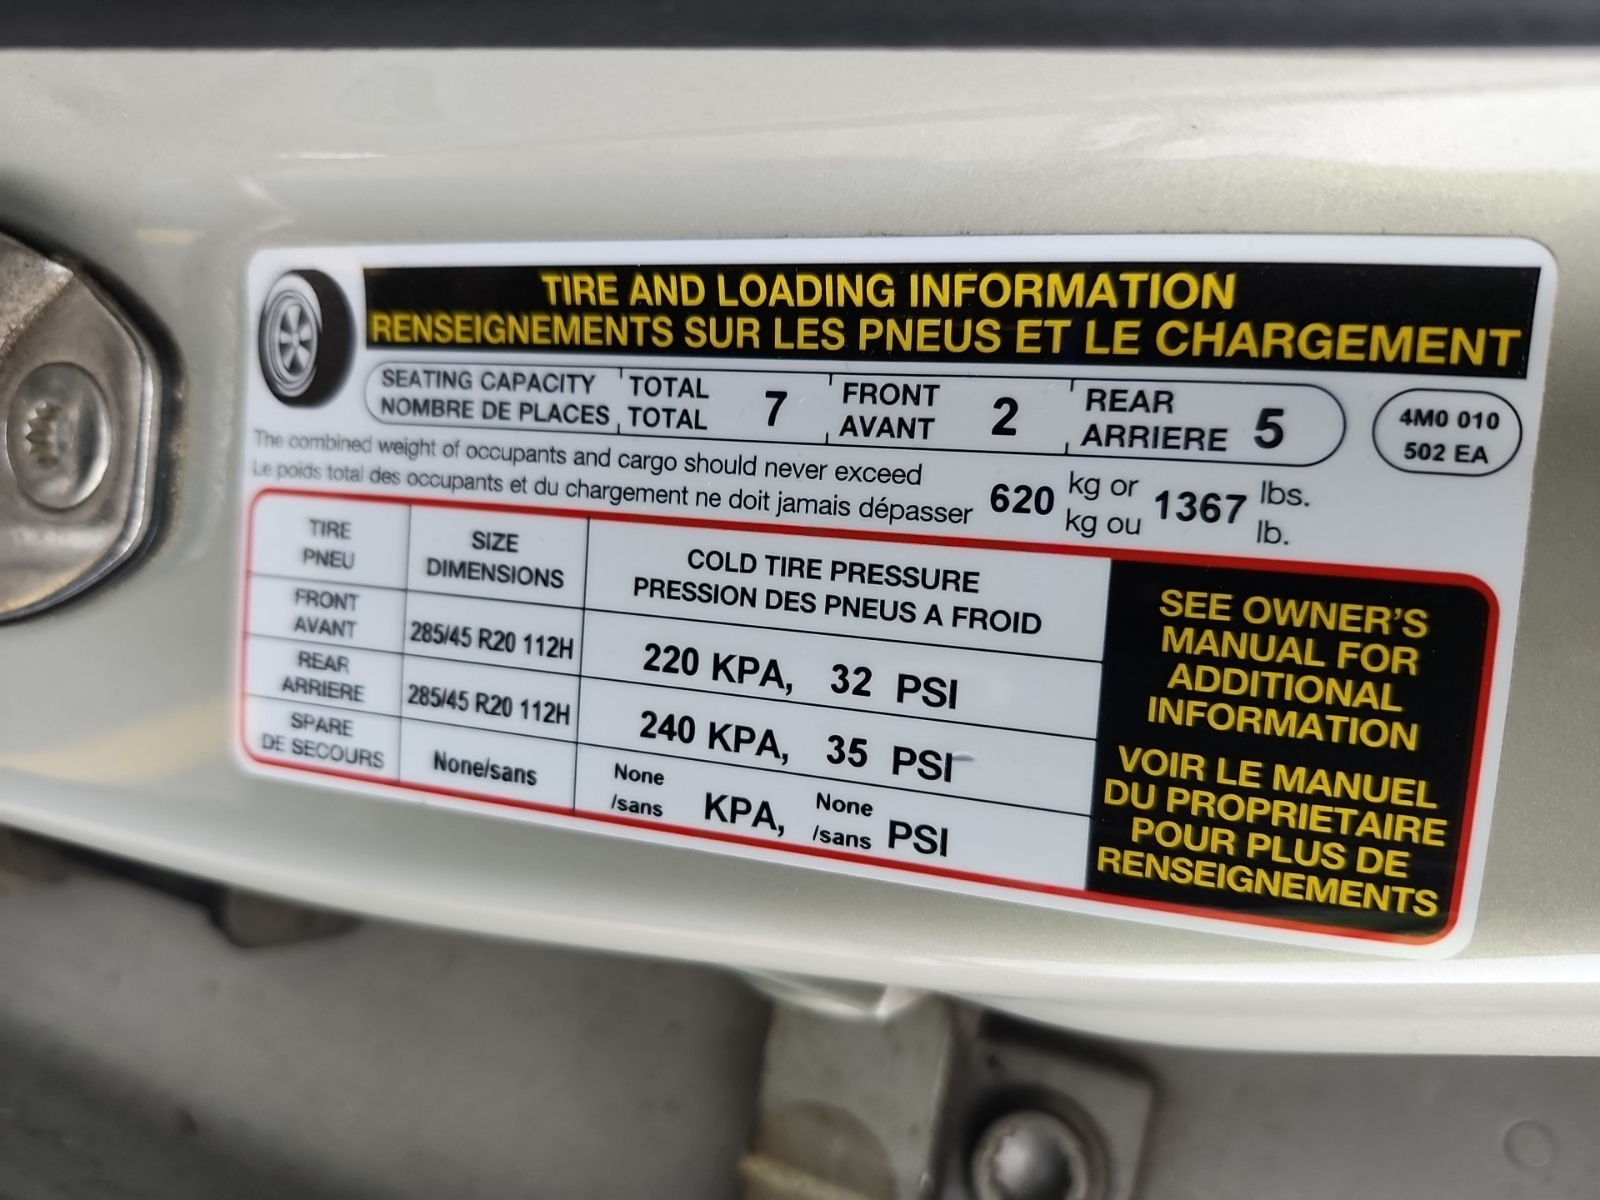 TIRE AND LOADING INFORMATION
RENSEIGNEMENTS SUR LES PNEUS ET LE CHARGEMENT
SEATING CAPACITY TOTAL 7 FRONT 2 REAR 5
NOMBRE DE PLACES TOTAL AVANT ARRIERE
4M0 010
502 EA
The combined weight of occupants and cargo should never exceed 620 kg or 1367 lbs.
Le poids total des occupants et du chargement ne doit jamais dépasser kg ou lb.
TIRE SIZE COLD TIRE PRESSURE
PNEU DIMENSIONS PRESSION DES PNEUS A FROID
FRONT
AVANT 285/45 R20 112H 220 KPA, 32 PSI
REAR
ARRIERE 285/45 R20 112H 240 KPA, 35 PSI
SPARE
DE SECOURS None/sans None /sans KPA, None /sans PSI
SEE OWNER'S
MANUAL FOR
ADDITIONAL
INFORMATION
VOIR LE MANUEL
DU PROPRIETAIRE
POUR PLUS DE
RENSEIGNEMENTS